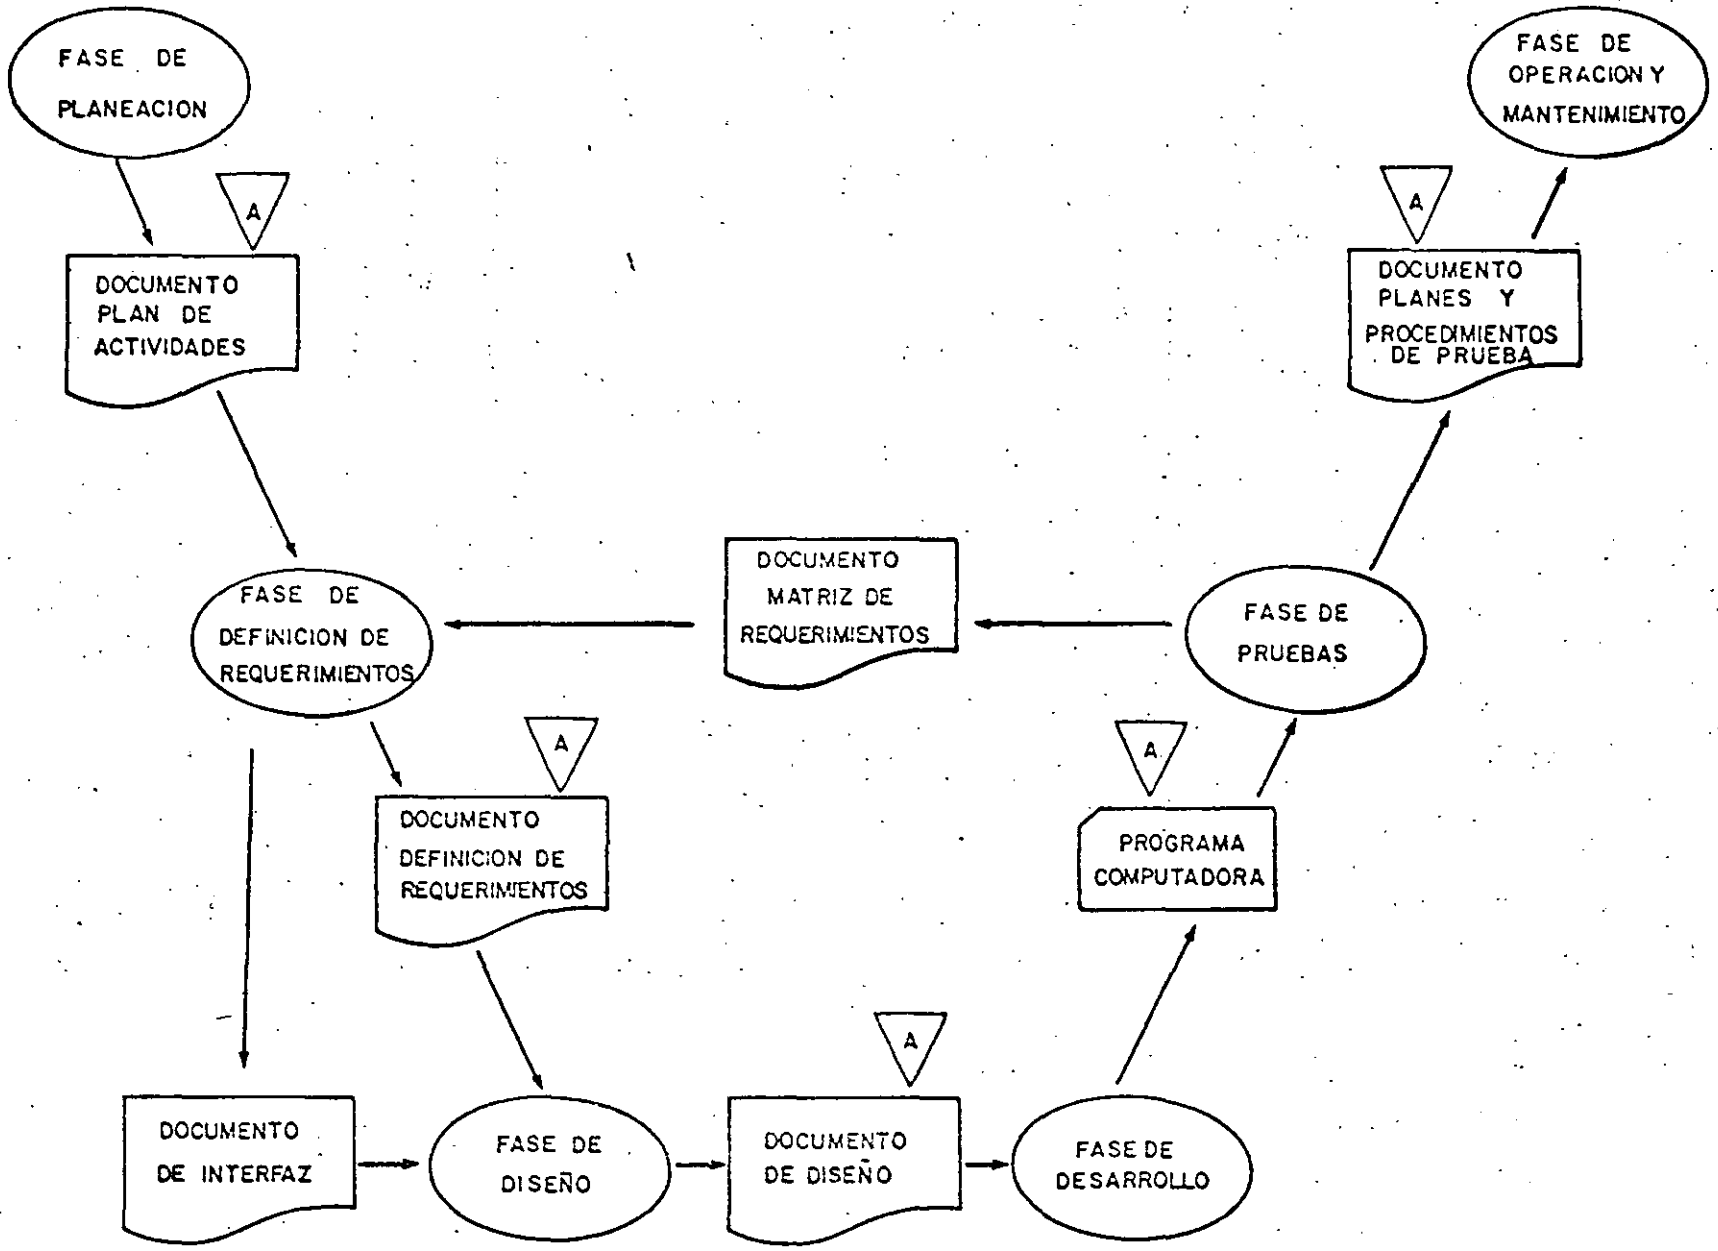 FASE DE
PLANEACION
A
DOCUMENTO
PLAN DE
ACTIVIDADES
FASE DE
OPERACION Y
MANTENIMIENTO
A
DOCUMENTO
PLANES Y
PROCEDIMIENTOS
DE PRUEBA
FASE DE
DEFINICION DE
REQUERIMIENTOS
DOCUMENTO
MATRIZ DE
REQUERIMIENTOS
FASE DE
PRUEBAS
A
DOCUMENTO
DEFINICION DE
REQUERIMIENTOS
A
PROGRAMA
COMPUTADORA
DOCUMENTO
DE INTERFAZ
FASE DE
DISEÑO
A
DOCUMENTO
DE DISEÑO
FASE DE
DESARROLLO